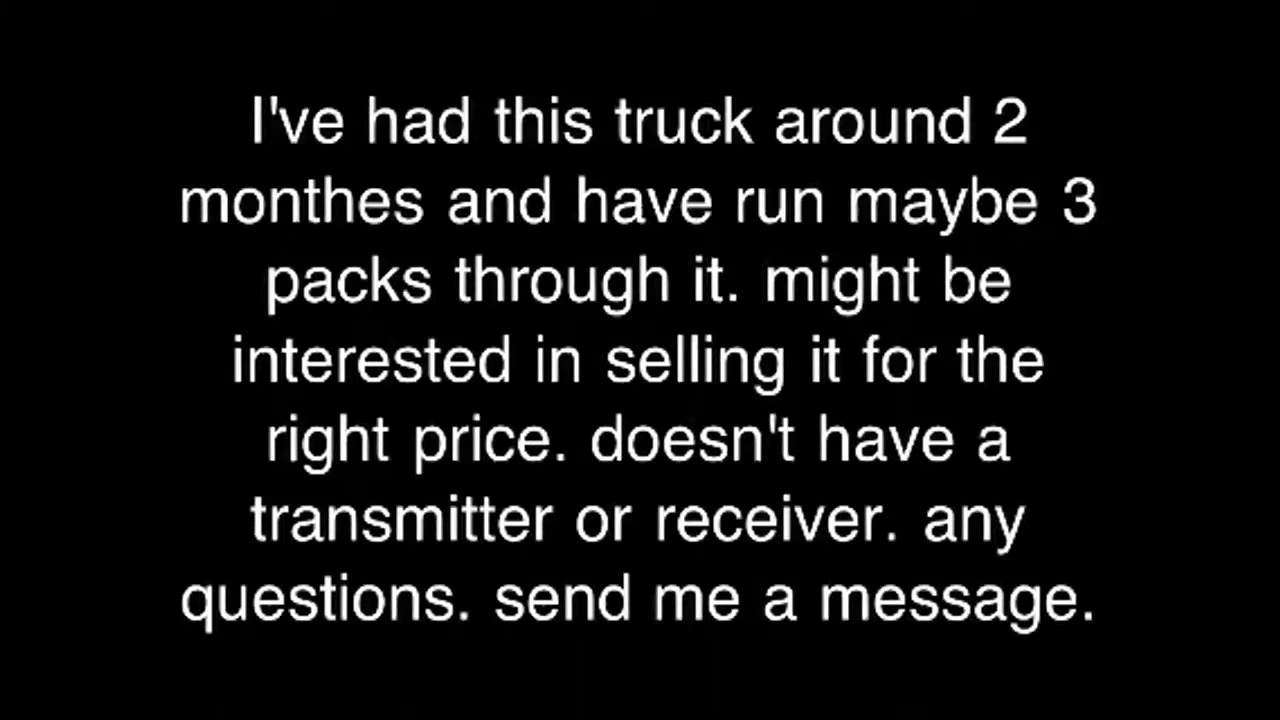 I've had this truck around 2
monthes and have run maybe 3
packs through it. might be
interested in selling it for the
right price. doesn't have a
transmitter or receiver. any
questions. send me a message.